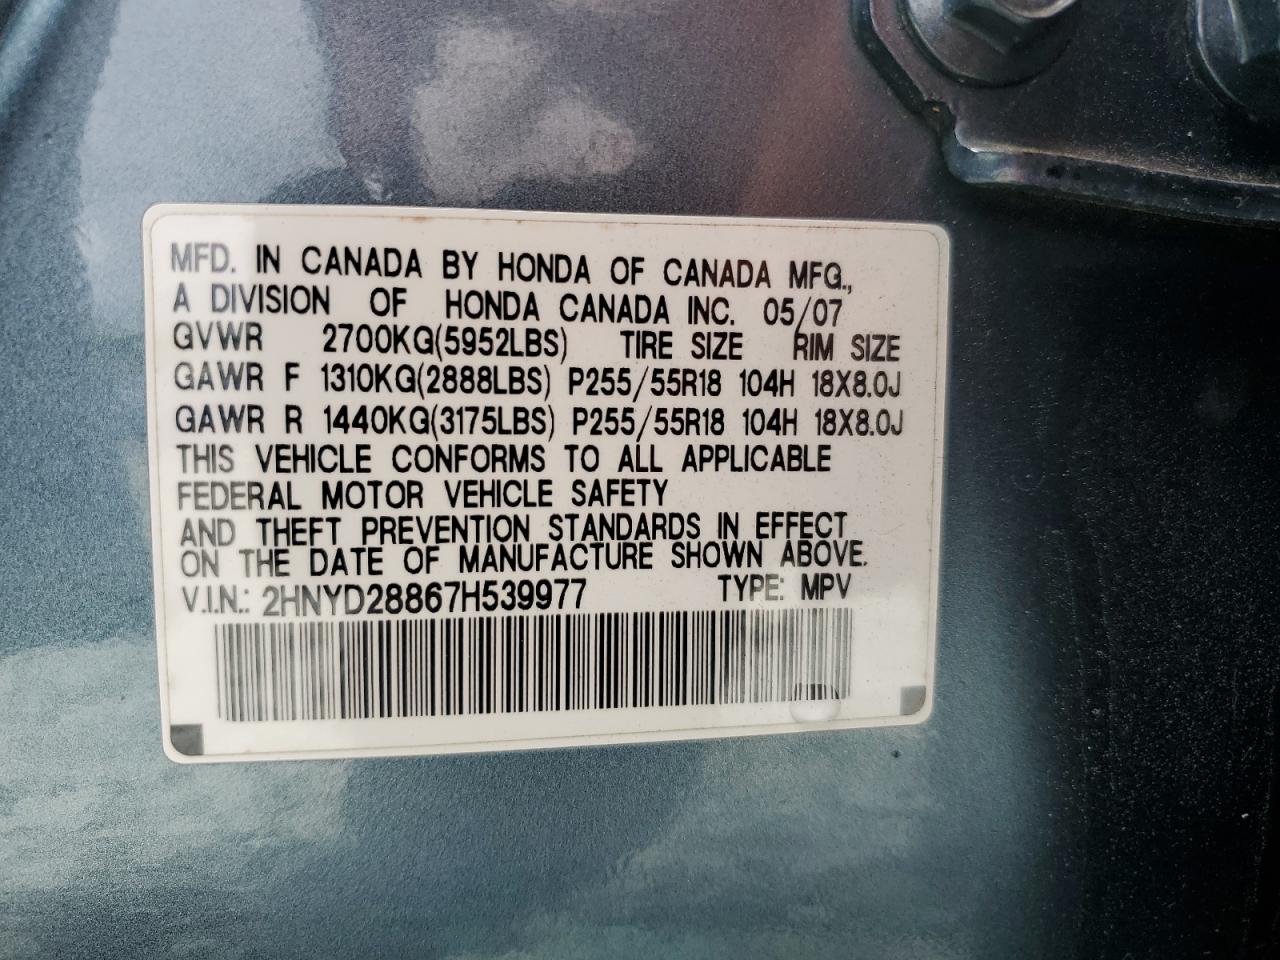 MFD. IN CANADA BY HONDA OF CANADA MFG.,
A DIVISION OF HONDA CANADA INC. 05/07
GVWR 2700KG(5952LBS) TIRE SIZE RIM SIZE
GAWR F 1310KG(2888LBS) P255/55R18 104H 18X8.0J
GAWR R 1440KG(3175LBS) P255/55R18 104H 18X8.0J
THIS VEHICLE CONFORMS TO ALL APPLICABLE
FEDERAL MOTOR VEHICLE SAFETY
AND THEFT PREVENTION STANDARDS IN EFFECT
ON THE DATE OF MANUFACTURE SHOWN ABOVE.
V.I.N.: 2HNYD28867H539977 TYPE: MPV